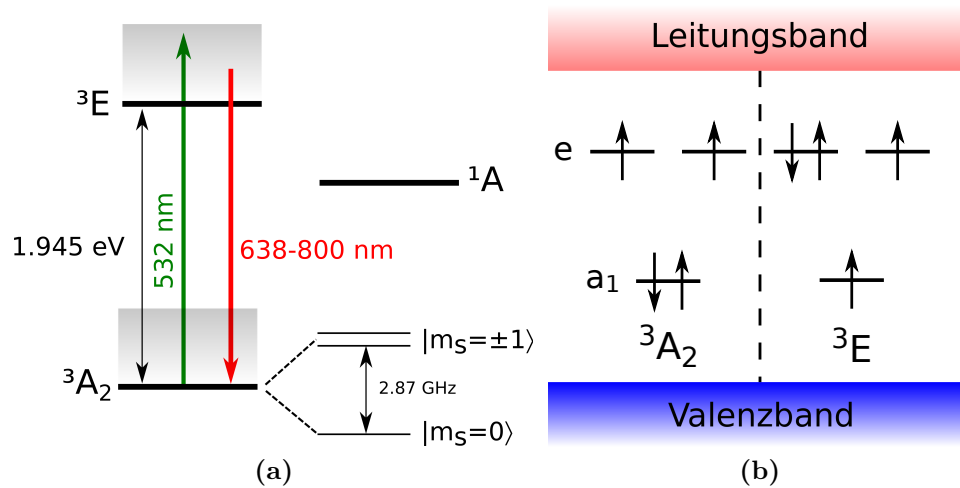 ³E
¹A
1.945 eV
532 nm
638-800 nm
³A₂
|mₛ=±1⟩
2.87 GHz
|mₛ=0⟩
(a)
Leitungsband
e
a₁
³A₂
³E
Valenzband
(b)